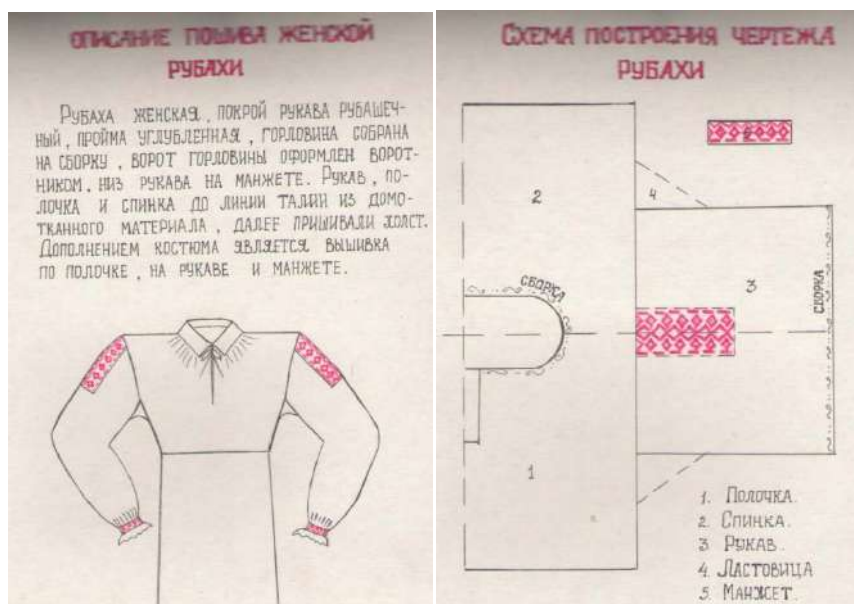 ОПИСАНИЕ ПОШИВА ЖЕНСКОЙ
РУБАХИ
РУБАХА ЖЕНСКАЯ, ПОКРОЙ РУКАВА РУБАШЕЧ-
НЫЙ, ПРОЙМА УГЛУБЛЕННАЯ, ГОРЛОВИНА СОБРАНА
НА СБОРКУ, ВОРОТ ГОРЛОВИНЫ ОФОРМЛЕН ВОРОТ-
НИКОМ, НИЗ РУКАВА НА МАНЖЕТЕ. РУКАВ, ПО-
ЛОЧКА И СПИНКА ДО ЛИНИИ ТАЛИИ ИЗ ДОМО-
ТКАННОГО МАТЕРИАЛА, ДАЛЕЕ ПРИШИВАЛИ ХОЛСТ.
ДОПОЛНЕНИЕМ КОСТЮМА ЯВЛЯЕТСЯ ВЫШИВКА
ПО ПОЛОЧКЕ, НА РУКАВЕ И МАНЖЕТЕ.
СХЕМА ПОСТРОЕНИЯ ЧЕРТЕЖА
РУБАХИ
2
4
3
СБОРКА
СБОРКА
1
1. ПОЛОЧКА.
2. СПИНКА.
3. РУКАВ.
4. ЛАСТОВИЦА
5. МАНЖЕТ.